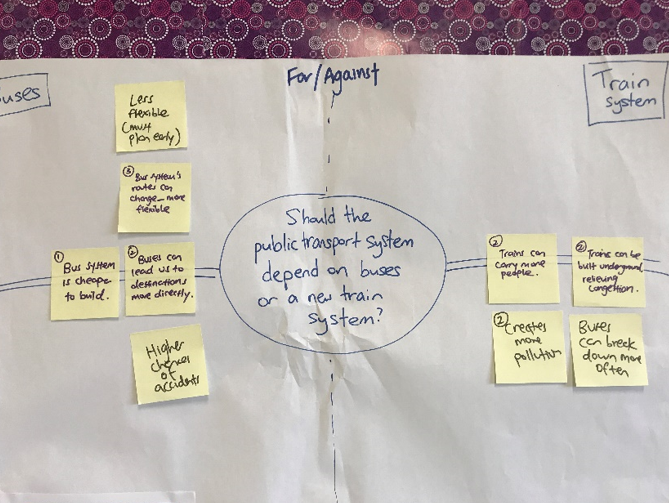 For/Against
uses
Train
system
Less
flexible
(must
plan early)
③ Bus system's
routes can
change - more
flexible
① Bus system
is cheape
to build.
② Buses can
lead us to
destinations
more directly.
Higher
chances
of
accidents
Should the
public transport system
depend on buses
or a new train
system?
② Trains can
carry more
people.
② Trains can be
built underground
relieving
congestion.
② Creates
more
pollution
Buses
can break
down more
often